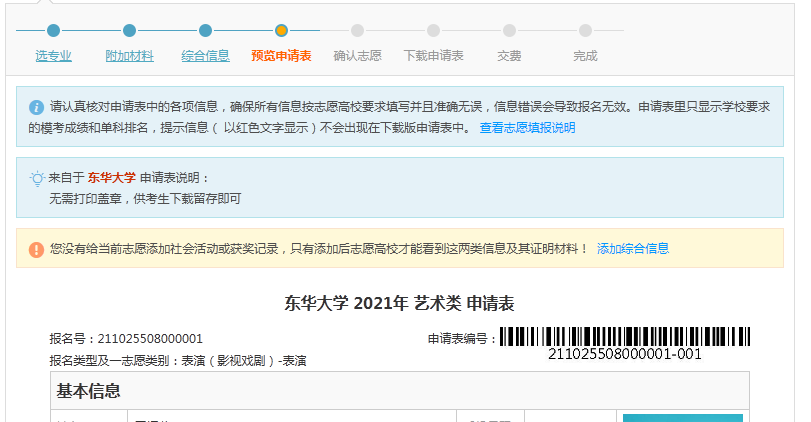 选专业 附加材料 综合信息 预览申请表 确认志愿 下载申请表 交费 完成
请认真核对申请表中的各项信息，确保所有信息按志愿高校要求填写并且准确无误，信息错误会导致报名无效。申请表里只显示学校要求
的模考成绩和单科排名，提示信息（ 以红色文字显示）不会出现在下载版申请表中。 查看志愿填报说明
来自于 东华大学 申请表说明：
无需打印盖章，供考生下载留存即可
您没有给当前志愿添加社会活动或获奖记录，只有添加后志愿高校才能看到这两类信息及其证明材料！ 添加综合信息
东华大学 2021年 艺术类 申请表
报名号：211025508000001 申请表编号：
211025508000001-001
报名类型及一志愿类别：表演（影视戏剧）-表演
基本信息